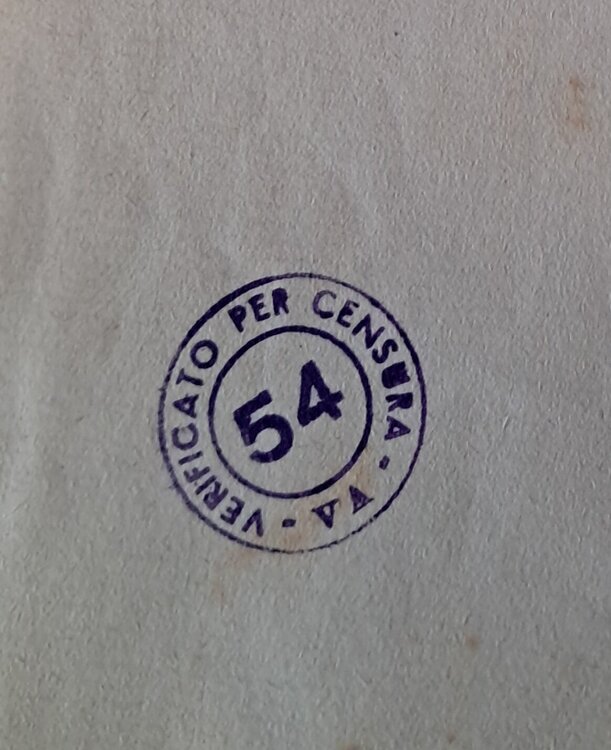 VERIFICATO PER CENSURA - VA -
54